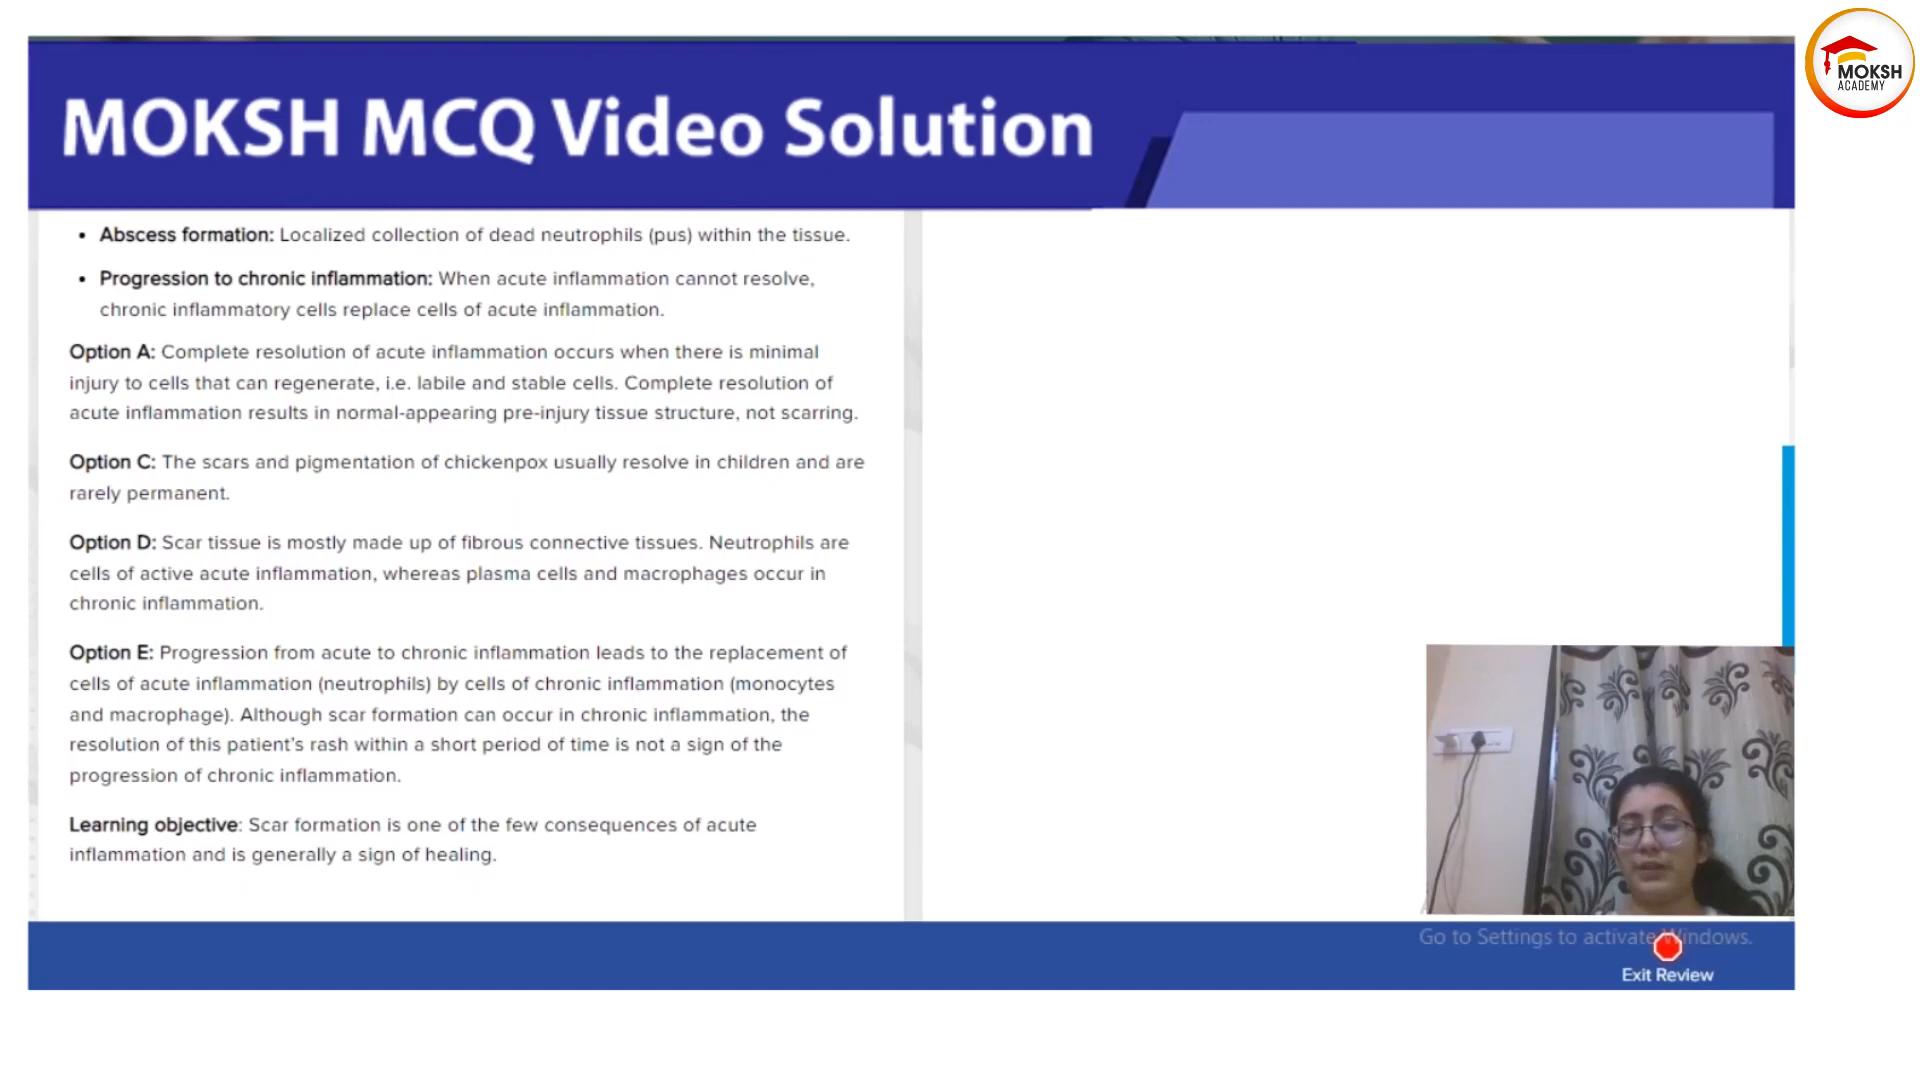 MOKSH
ACADEMY
MOKSH MCQ Video Solution
• Abscess formation: Localized collection of dead neutrophils (pus) within the tissue.
• Progression to chronic inflammation: When acute inflammation cannot resolve,
chronic inflammatory cells replace cells of acute inflammation.
Option A: Complete resolution of acute inflammation occurs when there is minimal
injury to cells that can regenerate, i.e. labile and stable cells. Complete resolution of
acute inflammation results in normal-appearing pre-injury tissue structure, not scarring.
Option C: The scars and pigmentation of chickenpox usually resolve in children and are
rarely permanent.
Option D: Scar tissue is mostly made up of fibrous connective tissues. Neutrophils are
cells of active acute inflammation, whereas plasma cells and macrophages occur in
chronic inflammation.
Option E: Progression from acute to chronic inflammation leads to the replacement of
cells of acute inflammation (neutrophils) by cells of chronic inflammation (monocytes
and macrophage). Although scar formation can occur in chronic inflammation, the
resolution of this patient's rash within a short period of time is not a sign of the
progression of chronic inflammation.
Learning objective: Scar formation is one of the few consequences of acute
inflammation and is generally a sign of healing.
Go to Settings to activate Windows.
Exit Review